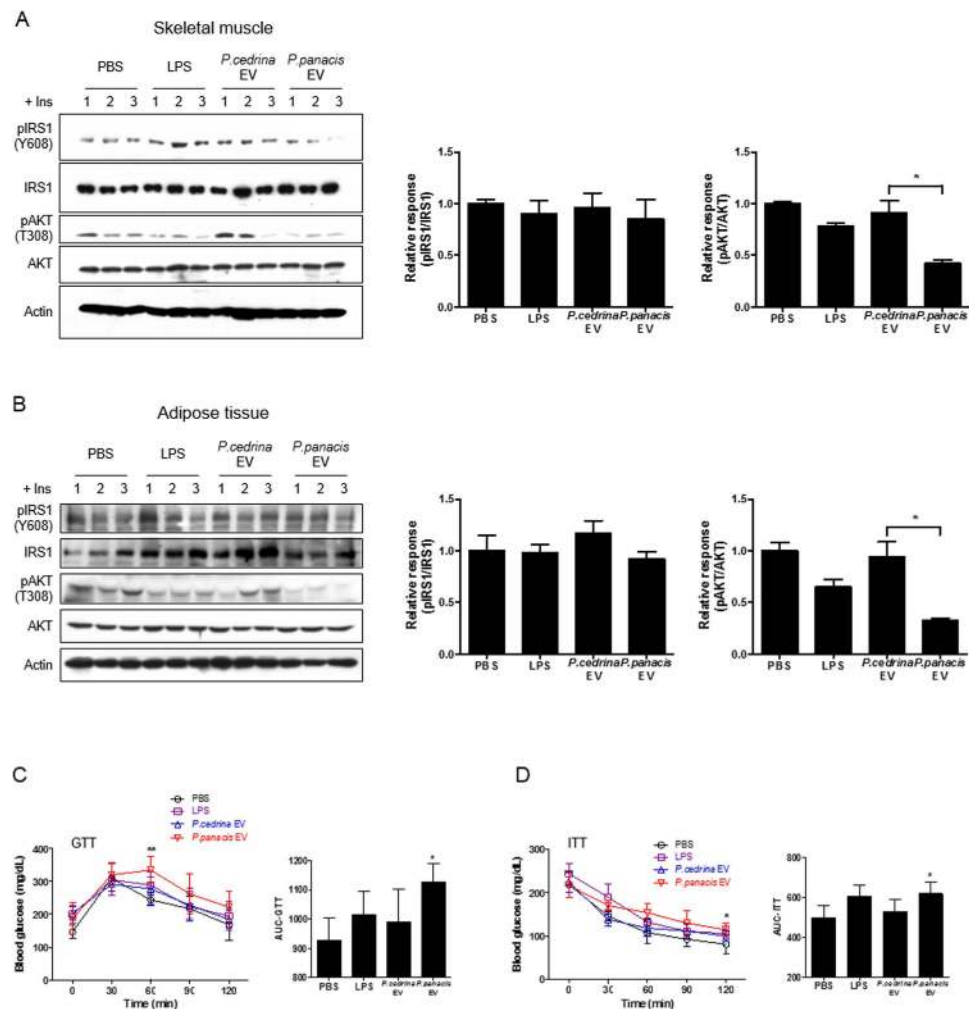 A
Skeletal muscle
PBS LPS P.cedrina EV P.panacis EV
+ Ins 1 2 3 1 2 3 1 2 3 1 2 3
pIRS1 (Y608)
IRS1
pAKT (T308)
AKT
Actin
Relative response (pIRS1/IRS1)
1.5
1.0
0.5
0.0
PBS LPS P.cedrina EV P.panacis EV
Relative response (pAKT/AKT)
1.5
1.0
0.5
0.0
*
PBS LPS P.cedrina EV P.panacis EV
B
Adipose tissue
PBS LPS P.cedrina EV P.panacis EV
+ Ins 1 2 3 1 2 3 1 2 3 1 2 3
pIRS1 (Y608)
IRS1
pAKT (T308)
AKT
Actin
Relative response (pIRS1/IRS1)
1.5
1.0
0.5
0.0
PBS LPS P.cedrina EV P.panacis EV
Relative response (pAKT/AKT)
1.5
1.0
0.5
0.0
*
PBS LPS P.cedrina EV P.panacis EV
C
PBS
LPS
P.cedrina EV
P.panacis EV
GTT
**
Blood glucose (mg/dL)
400
300
200
100
0
0 30 60 90 120
Time (min)
AUC-GTT
1200
1100
1000
900
800
*
PBS LPS P.cedrina EV P.panacis EV
D
ITT
PBS
LPS
P.cedrina EV
P.panacis EV
*
Blood glucose (mg/dL)
300
200
100
0
0 30 60 90 120
Time (min)
AUC-ITT
800
600
400
200
*
PBS LPS P.cedrina EV P.panacis EV